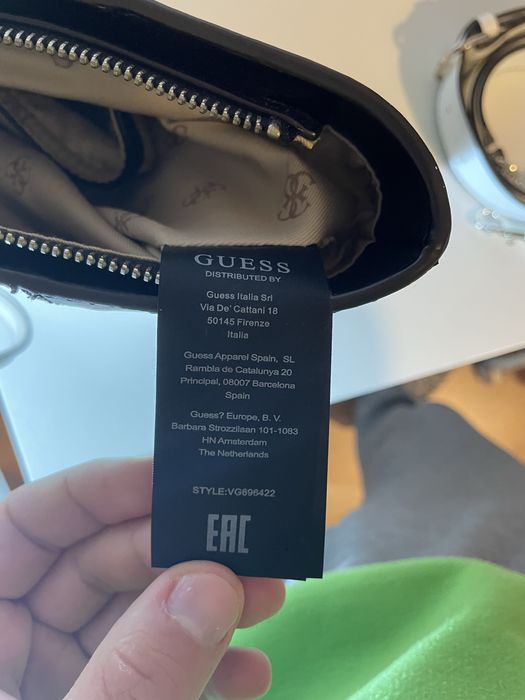 GUESS
DISTRIBUTED BY
Guess Italia Srl
Via De' Cattani 18
50145 Firenze
Italia
Guess Apparel Spain, SL
Rambla de Catalunya 20
Principal, 08007 Barcelona
Spain
Guess? Europe, B. V.
Barbara Strozzilaan 101-1083
HN Amsterdam
The Netherlands
STYLE:VG696422
EAC